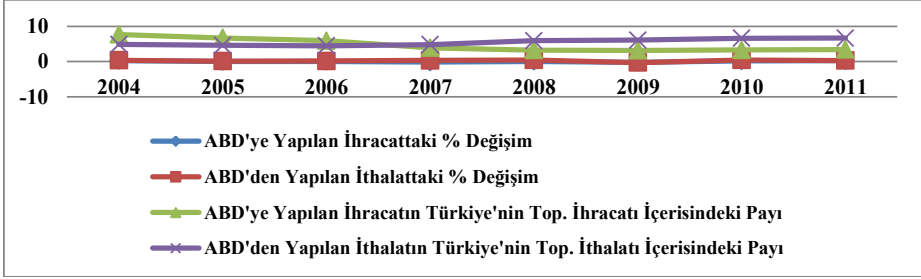 10
0
-10
2004 2005 2006 2007 2008 2009 2010 2011
ABD'ye Yapılan İhracattaki % Değişim
ABD'den Yapılan İthalattaki % Değişim
ABD'ye Yapılan İhracatın Türkiye'nin Top. İhracatı İçerisindeki Payı
ABD'den Yapılan İthalatın Türkiye'nin Top. İthalatı İçerisindeki Payı